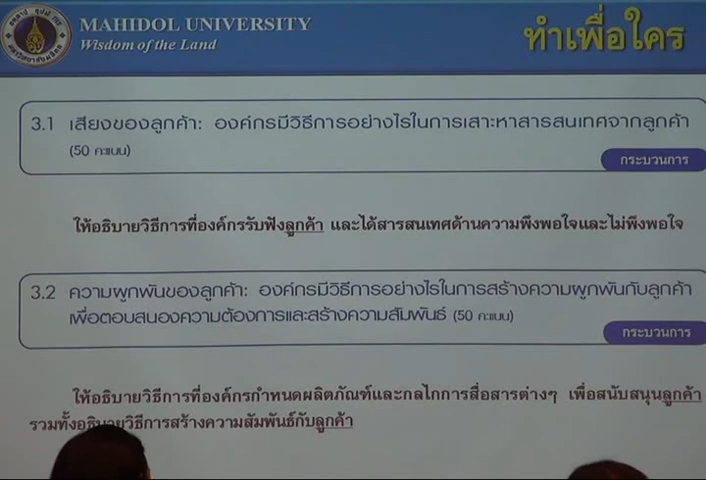 MAHIDOL UNIVERSITY
Wisdom of the Land
ทำเพื่อใคร
3.1 เสียงของลูกค้า: องค์กรมีวิธีการอย่างไรในการเสาะหาสารสนเทศจากลูกค้า
(50 คะแนน)
กระบวนการ
ให้อธิบายวิธีการที่องค์กรรับฟังลูกค้า และได้สารสนเทศด้านความพึงพอใจและไม่พึงพอใจ
3.2 ความผูกพันของลูกค้า: องค์กรมีวิธีการอย่างไรในการสร้างความผูกพันกับลูกค้า
เพื่อตอบสนองความต้องการและสร้างความสัมพันธ์ (50 คะแนน)
กระบวนการ
ให้อธิบายวิธีการที่องค์กรกำหนดผลิตภัณฑ์และกลไกการสื่อสารต่างๆ เพื่อสนับสนุนลูกค้า
รวมทั้งอธิบายวิธีการสร้างความสัมพันธ์กับลูกค้า